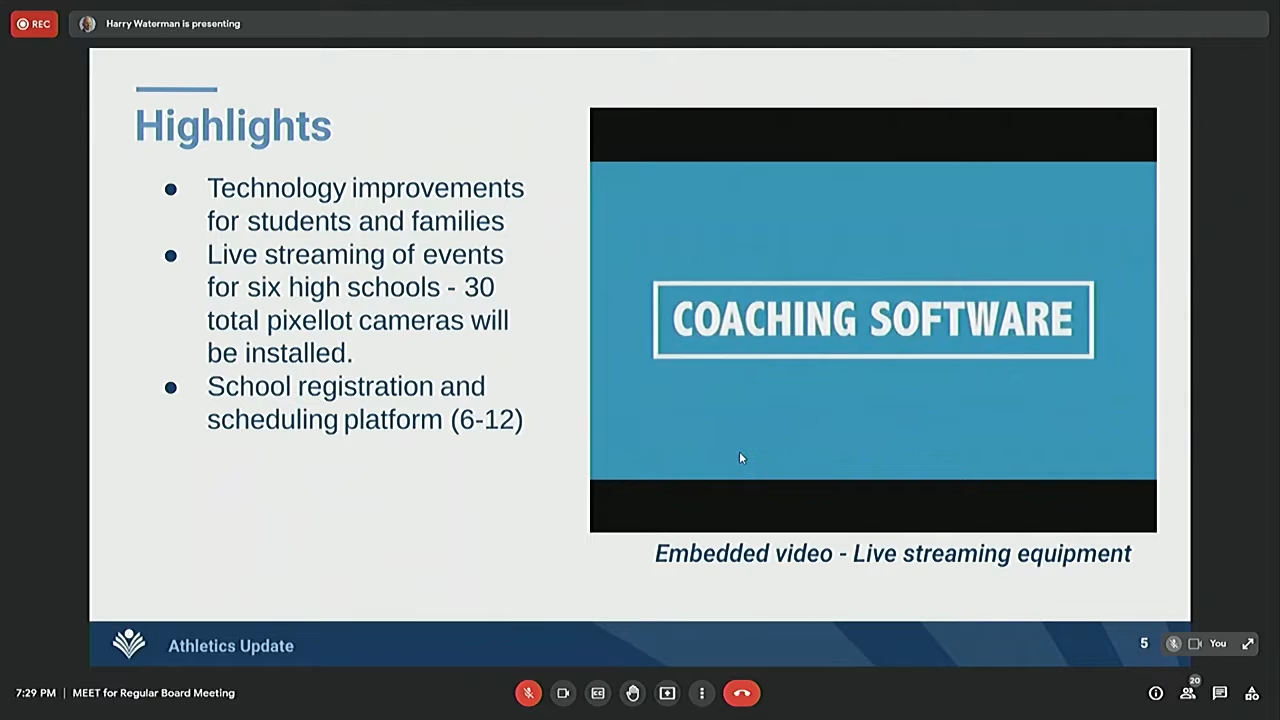 REC
Harry Waterman is presenting
Highlights
● Technology improvements
for students and families
● Live streaming of events
for six high schools - 30
total pixellot cameras will
be installed.
● School registration and
scheduling platform (6-12)
COACHING SOFTWARE
Embedded video - Live streaming equipment
Athletics Update
5
You
7:29 PM | MEET for Regular Board Meeting
CC
20